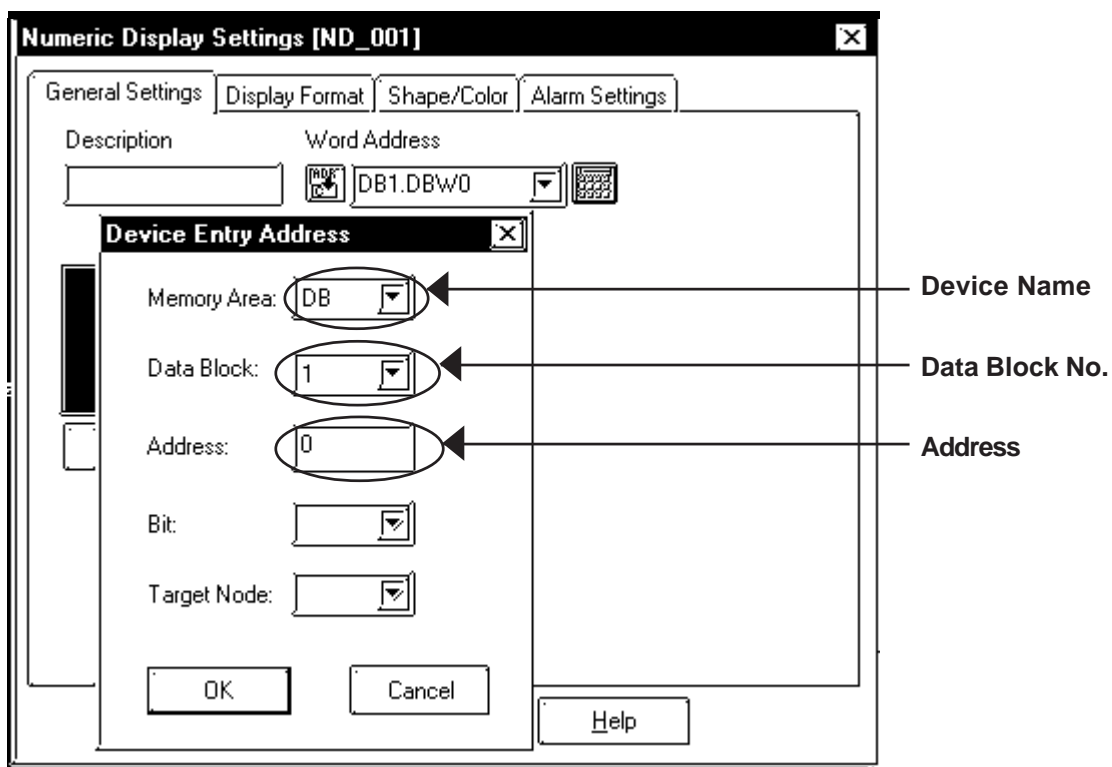 Numeric Display Settings [ND_001]
General Settings Display Format Shape/Color Alarm Settings
Description Word Address
DB1.DBW0
Device Entry Address
Memory Area: DB
Device Name
Data Block: 1
Data Block No.
Address: 0
Address
Bit:
Target Node:
OK Cancel
Help